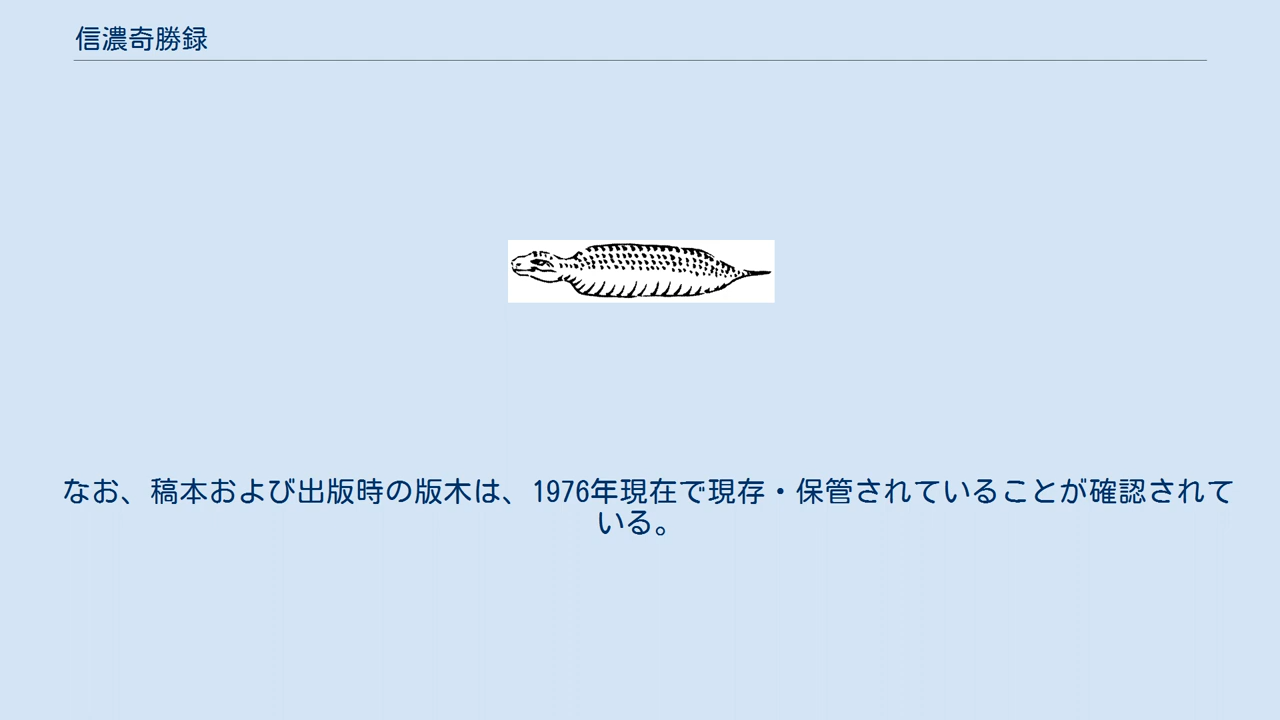 信濃奇勝録
なお、稿本および出版時の版木は、1976年現在で現存・保管されていることが確認されて
いる。